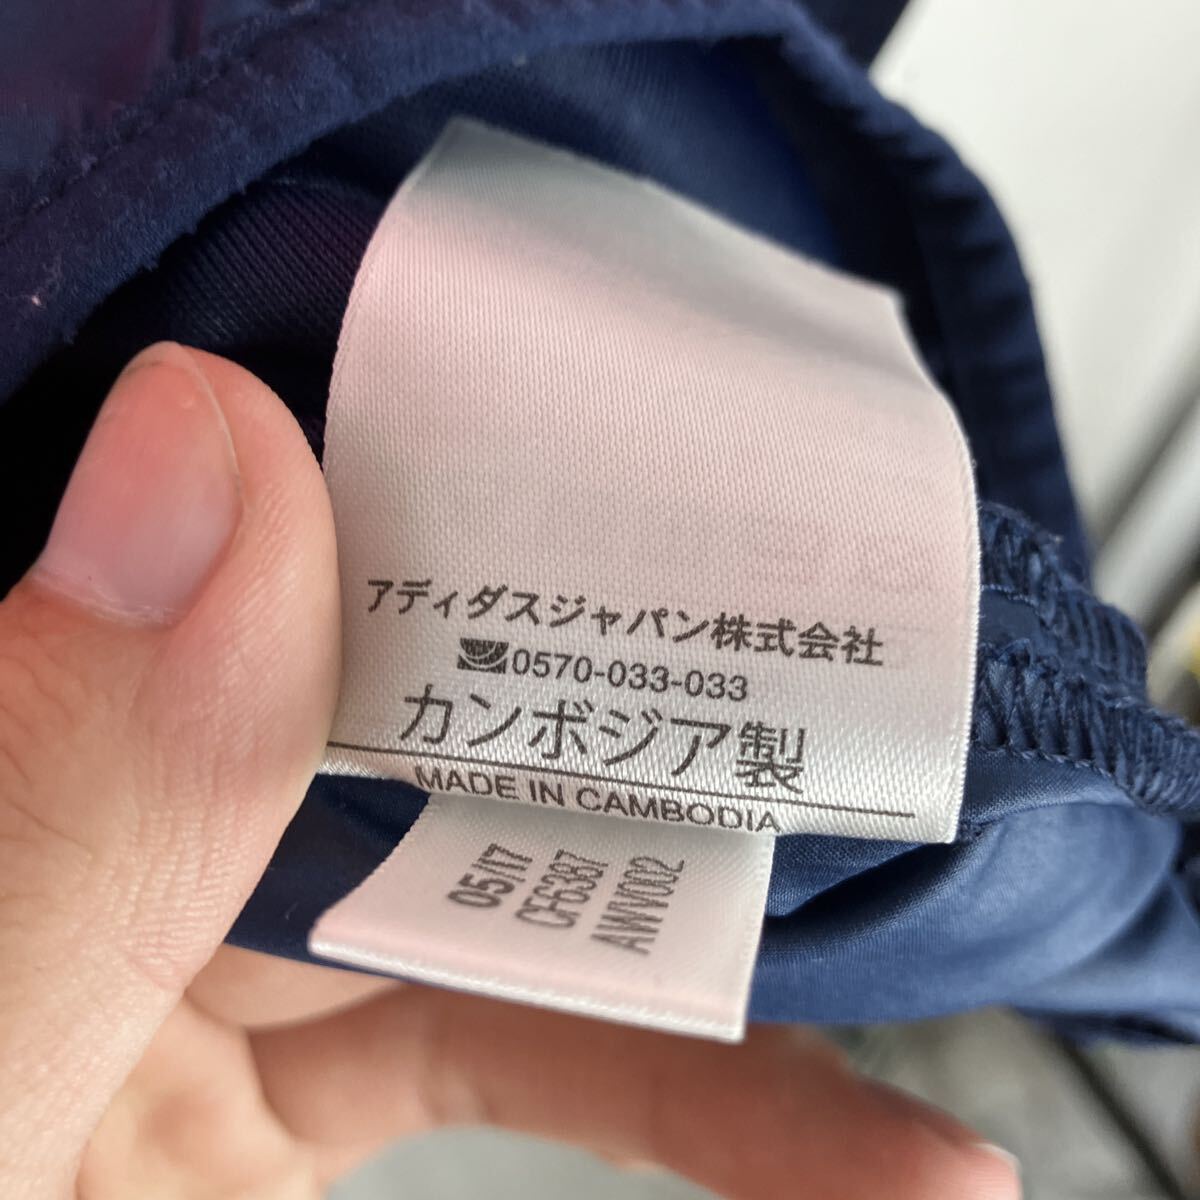 アディダスジャパン株式会社
0570-033-033
カンボジア製
MADE IN CAMBODIA
05/17
CF6387
AWV002